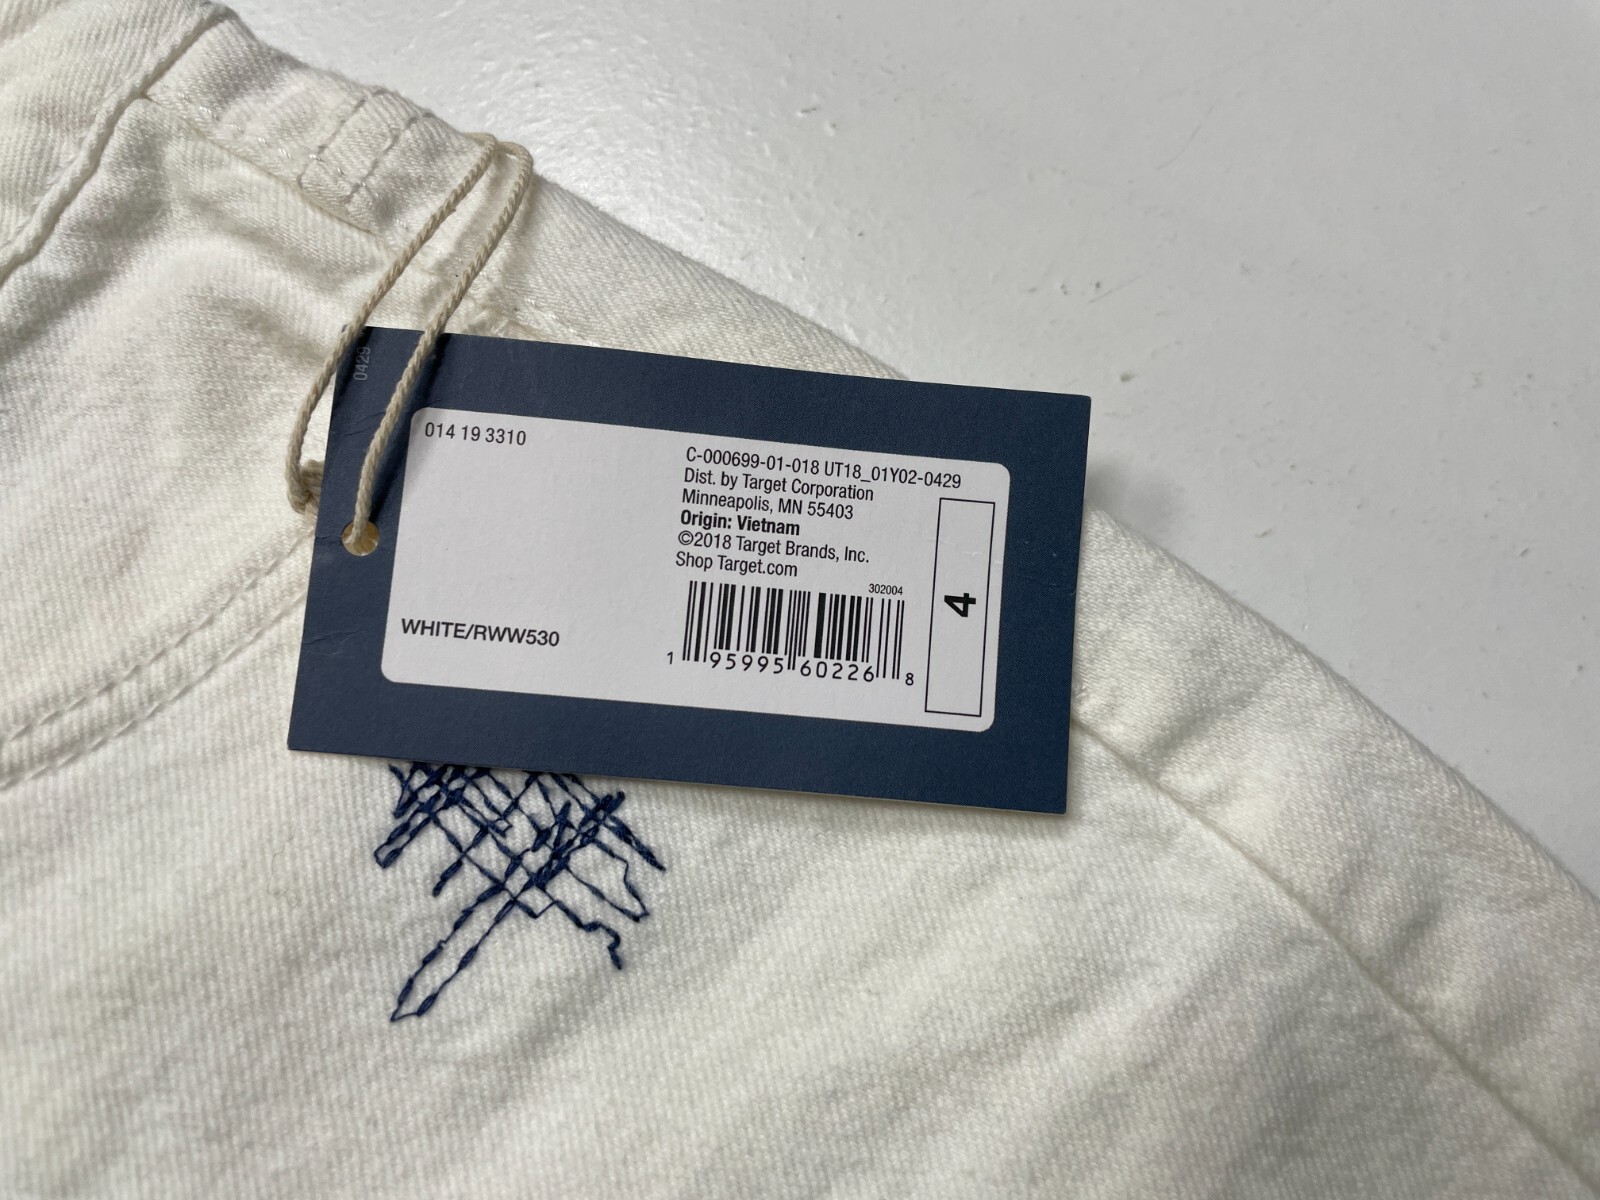 0429
014 19 3310
C-000699-01-018 UT18_01Y02-0429
Dist. by Target Corporation
Minneapolis, MN 55403
Origin: Vietnam
©2018 Target Brands, Inc.
Shop Target.com
302004
WHITE/RWW530
1 95995 60226 8
4